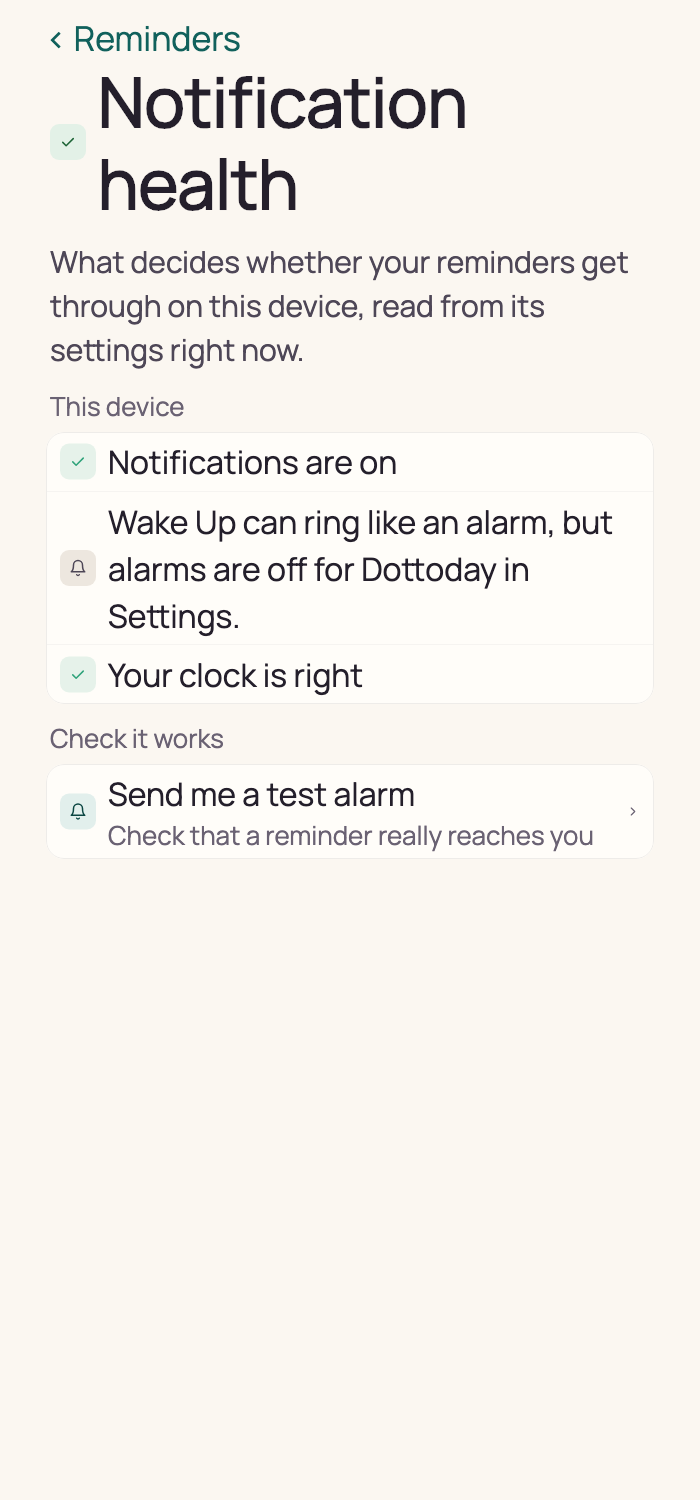 Reminders
Notification
health
What decides whether your reminders get
through on this device, read from its
settings right now.
This device
Notifications are on
Wake Up can ring like an alarm, but
alarms are off for Dottoday in
Settings.
Your clock is right
Check it works
Send me a test alarm
Check that a reminder really reaches you